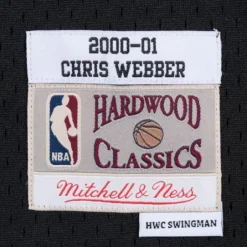 2000-01
CHRIS WEBBER
HARDWOOD
NBA
CLASSICS
Mitchell & Ness
HWC SWINGMAN